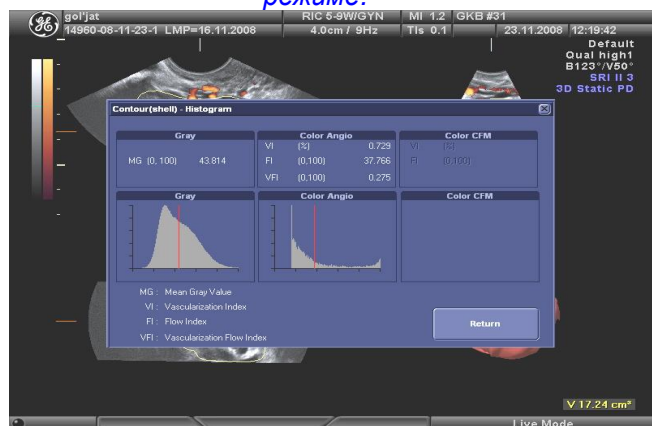 режиме.
gol'jat RIC 5-9W/GYN MI 1.2 GKB #31
14960-08-11-23-1 LMP=16.11.2008 4.0cm / 9Hz TIs 0.1 23.11.2008 12:19:42
Default
Qual high1
B123°/V50°
SRI II 3
3D Static PD
Contour(shell) - Histogram
Gray Color Angio Color CFM
MG (0, 100) 43.814
VI (%) 0.729
FI (0,100) 37.766
VFI (0,100) 0.275
VI (%)
FI (0,100)
Gray Color Angio Color CFM
MG : Mean Gray Value
VI : Vascularization Index
FI : Flow Index
VFI : Vascularization Flow Index
Return
V 17.24 cm³
Live Mode